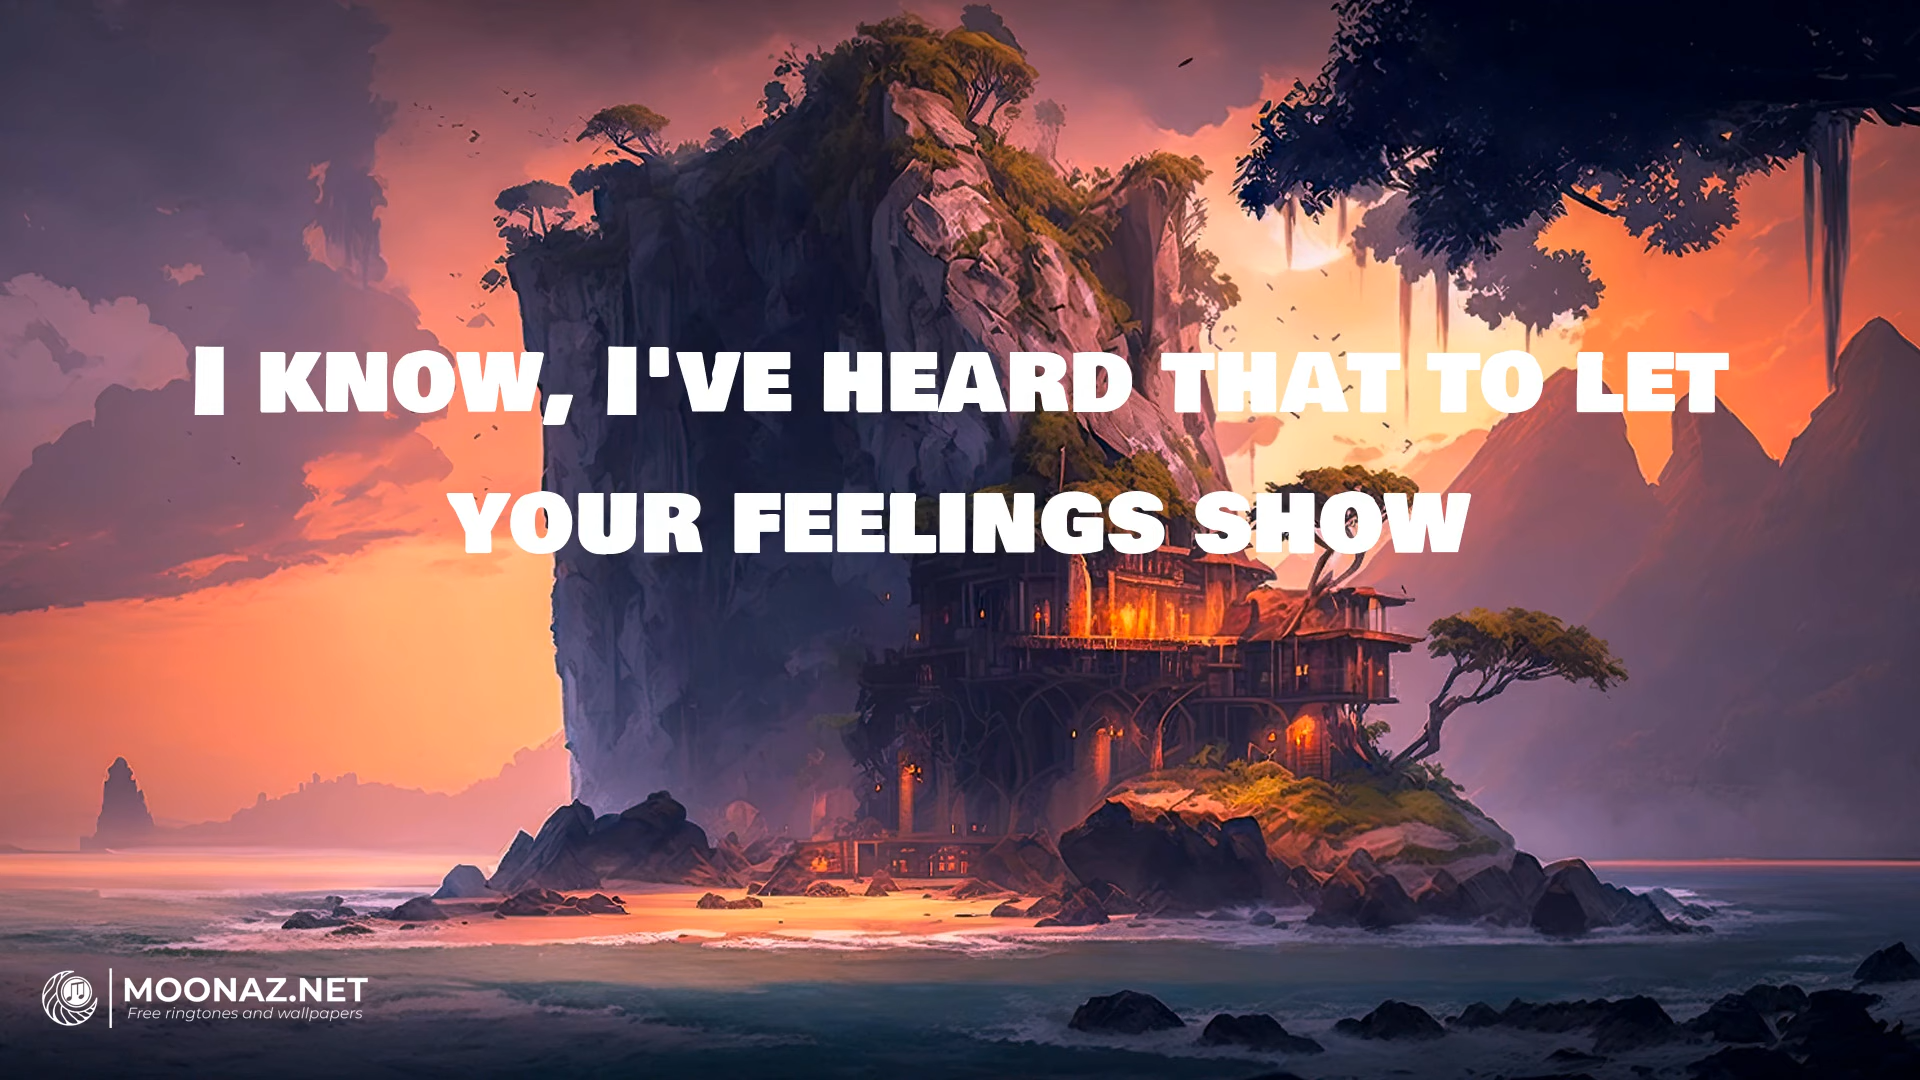 I know, I've heard that to let
your feelings show
MOONAZ.NET
Free ringtones and wallpapers